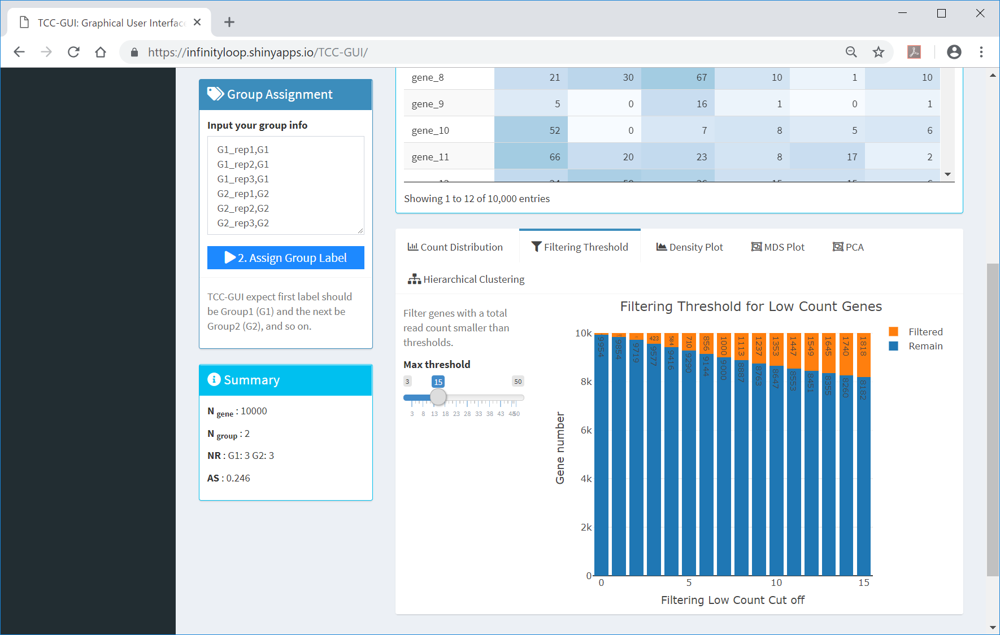 TCC-GUI: Graphical User Interface
https://infinityloop.shinyapps.io/TCC-GUI/
Group Assignment
Input your group info
G1_rep1,G1
G1_rep2,G1
G1_rep3,G1
G2_rep1,G2
G2_rep2,G2
G2_rep3,G2
2. Assign Group Label
TCC-GUI expect first label should
be Group1 (G1) and the next be
Group2 (G2), and so on.
Summary
N gene : 10000
N group : 2
NR : G1: 3 G2: 3
AS : 0.246
gene_8 21 30 67 10 1 10
gene_9 5 0 16 1 0 1
gene_10 52 0 7 8 5 6
gene_11 66 20 23 8 17 2
Showing 1 to 12 of 10,000 entries
Count Distribution Filtering Threshold Density Plot MDS Plot PCA
Hierarchical Clustering
Filter genes with a total
read count smaller than
thresholds.
Max threshold
3 15 50
3 8 13 18 23 28 33 38 43 48 50
Filtering Threshold for Low Count Genes
Filtered
Remain
423 584 710 856 1000 1113 1237 1353 1447 1549 1645 1740 1818
9954 9854 9719 9577 9416 9290 9144 9000 8887 8763 8647 8553 8451 8355 8260 8182
10k
8k
6k
4k
2k
0
Gene number
0 5 10 15
Filtering Low Count Cut off